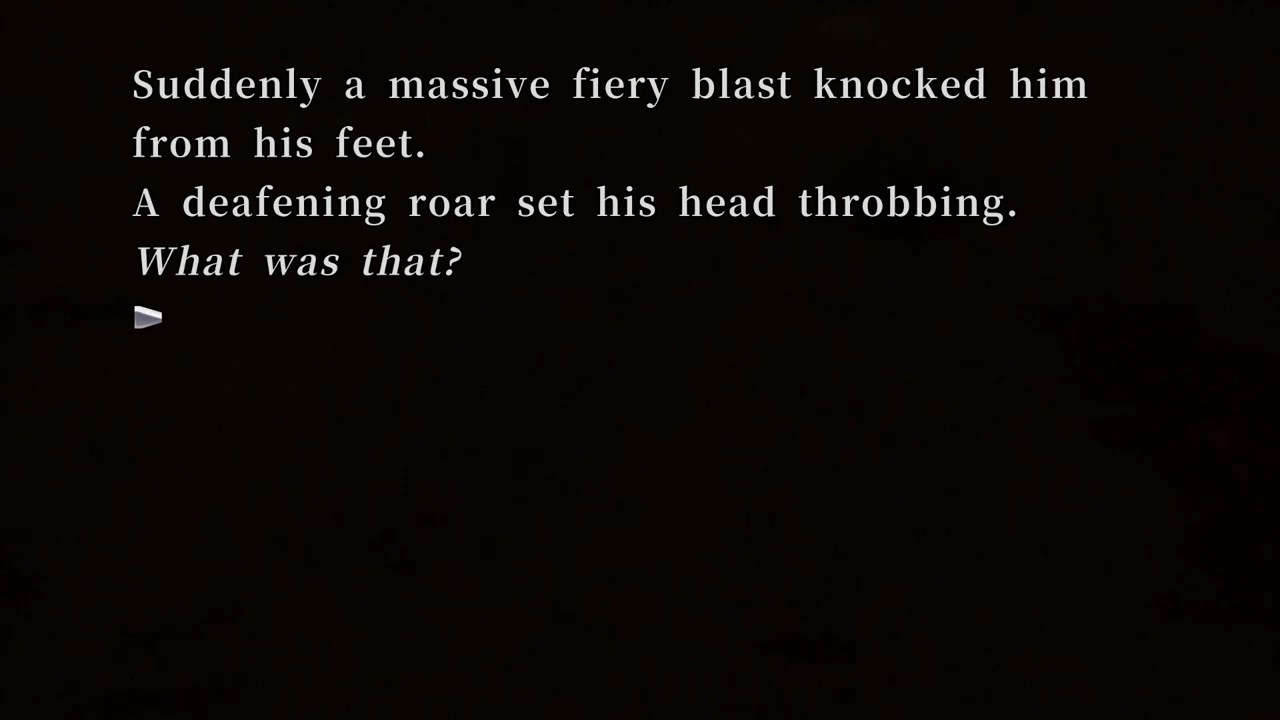 Suddenly a massive fiery blast knocked him
from his feet.
A deafening roar set his head throbbing.
What was that?